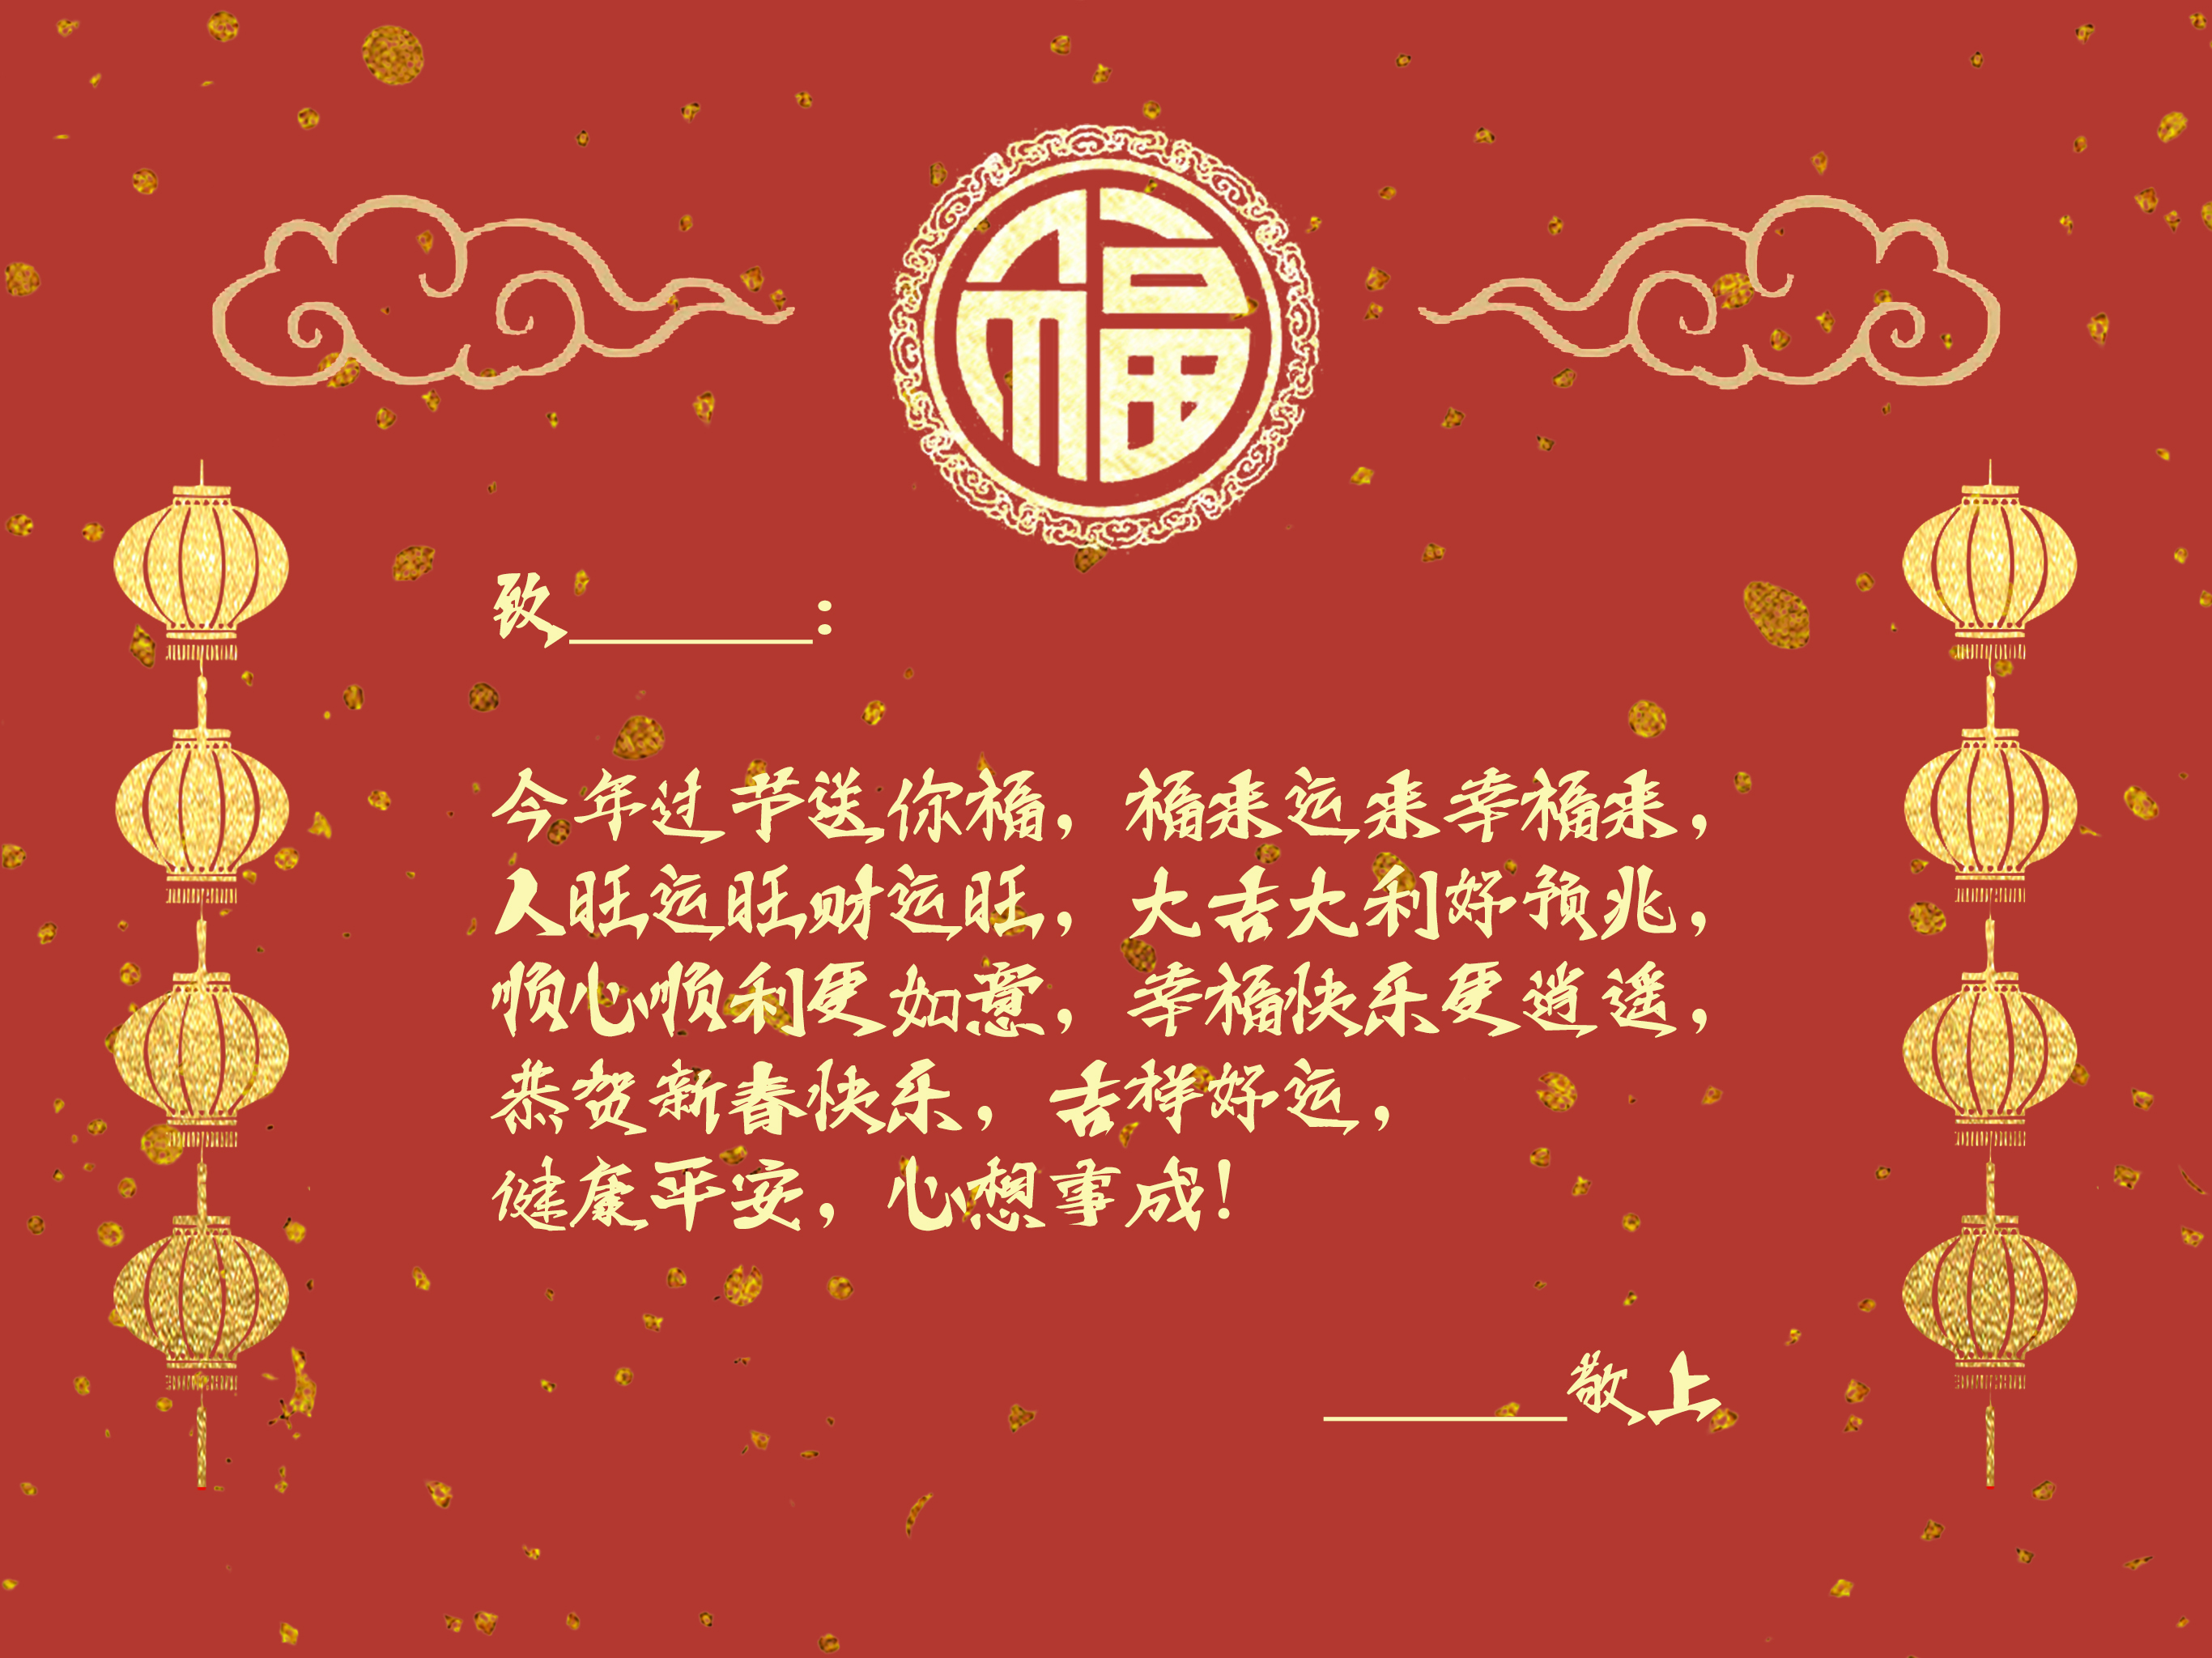 福
致________：
今年过节送你福，福来运来幸福来，
人旺运旺财运旺，大吉大利好预兆，
顺心顺利更如意，幸福快乐更逍遥，
恭贺新春快乐，吉祥好运，
健康平安，心想事成！
________敬上